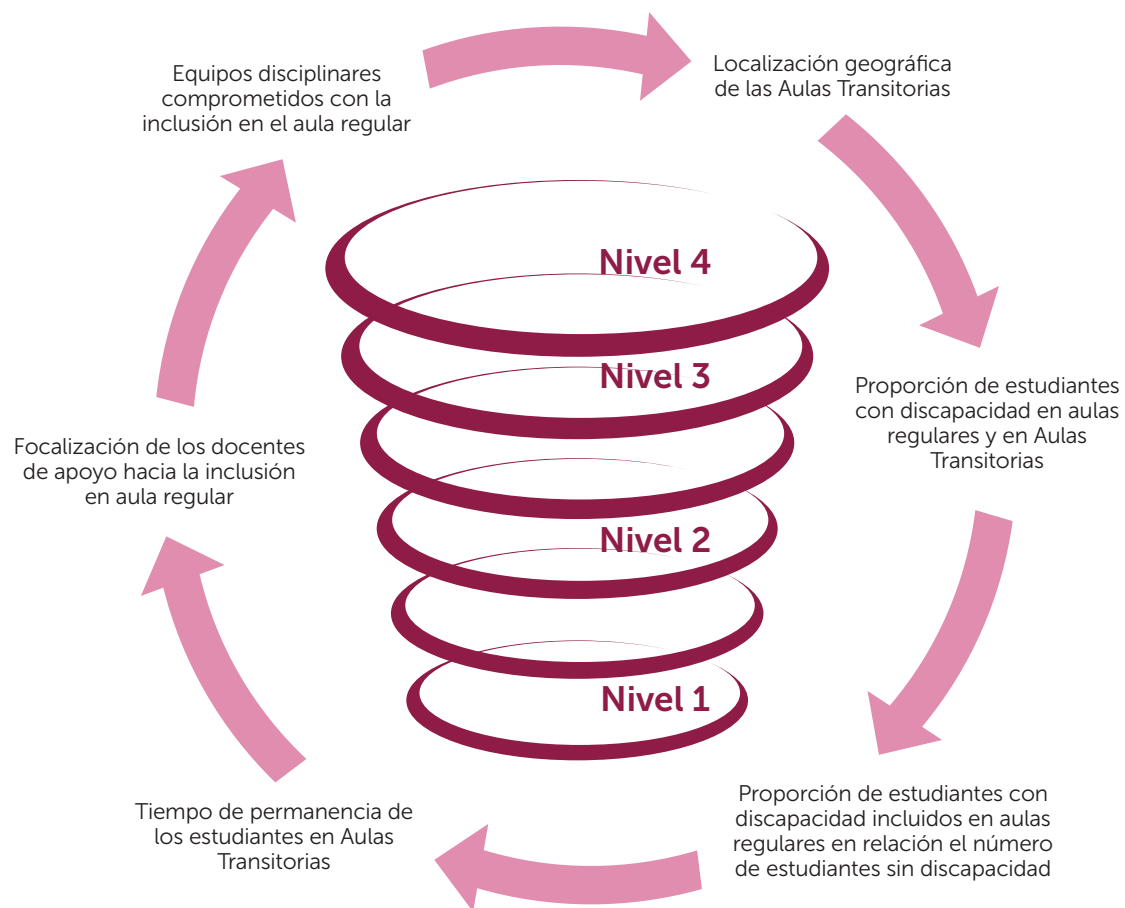 Equipos disciplinares
comprometidos con la
inclusión en el aula regular
Localización geográfica
de las Aulas Transitorias
Proporción de estudiantes
con discapacidad en aulas
regulares y en Aulas
Transitorias
Proporción de estudiantes con
discapacidad incluidos en aulas
regulares en relación el número
de estudiantes sin discapacidad
Tiempo de permanencia de
los estudiantes en Aulas
Transitorias
Focalización de los docentes
de apoyo hacia la inclusión
en aula regular
Nivel 4
Nivel 3
Nivel 2
Nivel 1